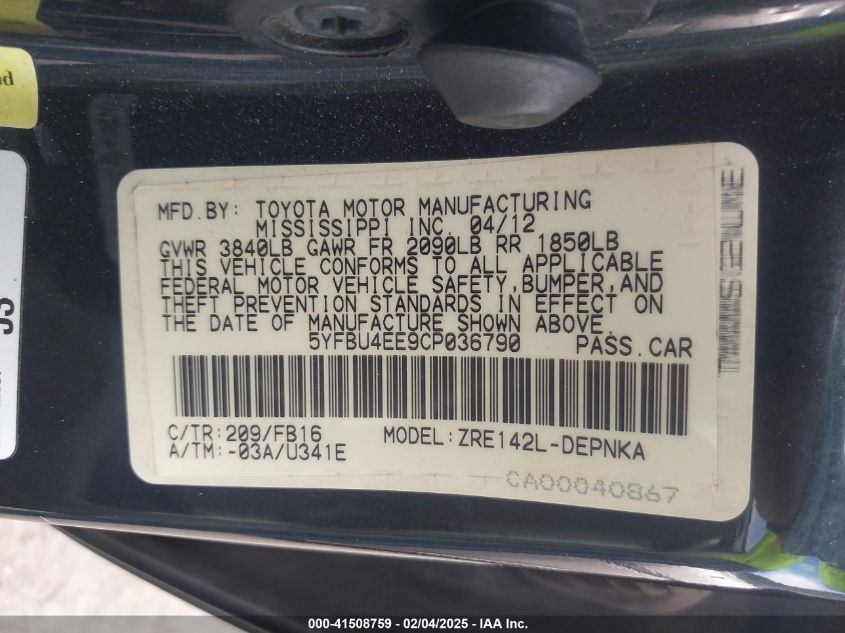 MFD. BY: TOYOTA MOTOR MANUFACTURING
MISSISSIPPI INC. 04/12
GVWR 3840LB GAWR FR 2090LB RR 1850LB
THIS VEHICLE CONFORMS TO ALL APPLICABLE
FEDERAL MOTOR VEHICLE SAFETY,BUMPER,AND
THEFT PREVENTION STANDARDS IN EFFECT ON
THE DATE OF MANUFACTURE SHOWN ABOVE.
5YFBU4EE9CP036790 PASS.CAR
C/TR:209/FB16 MODEL:ZRE142L-DEPNKA
A/TM:-03A/U341E
CA00040867
000-41508759 - 02/04/2025 - IAA Inc.